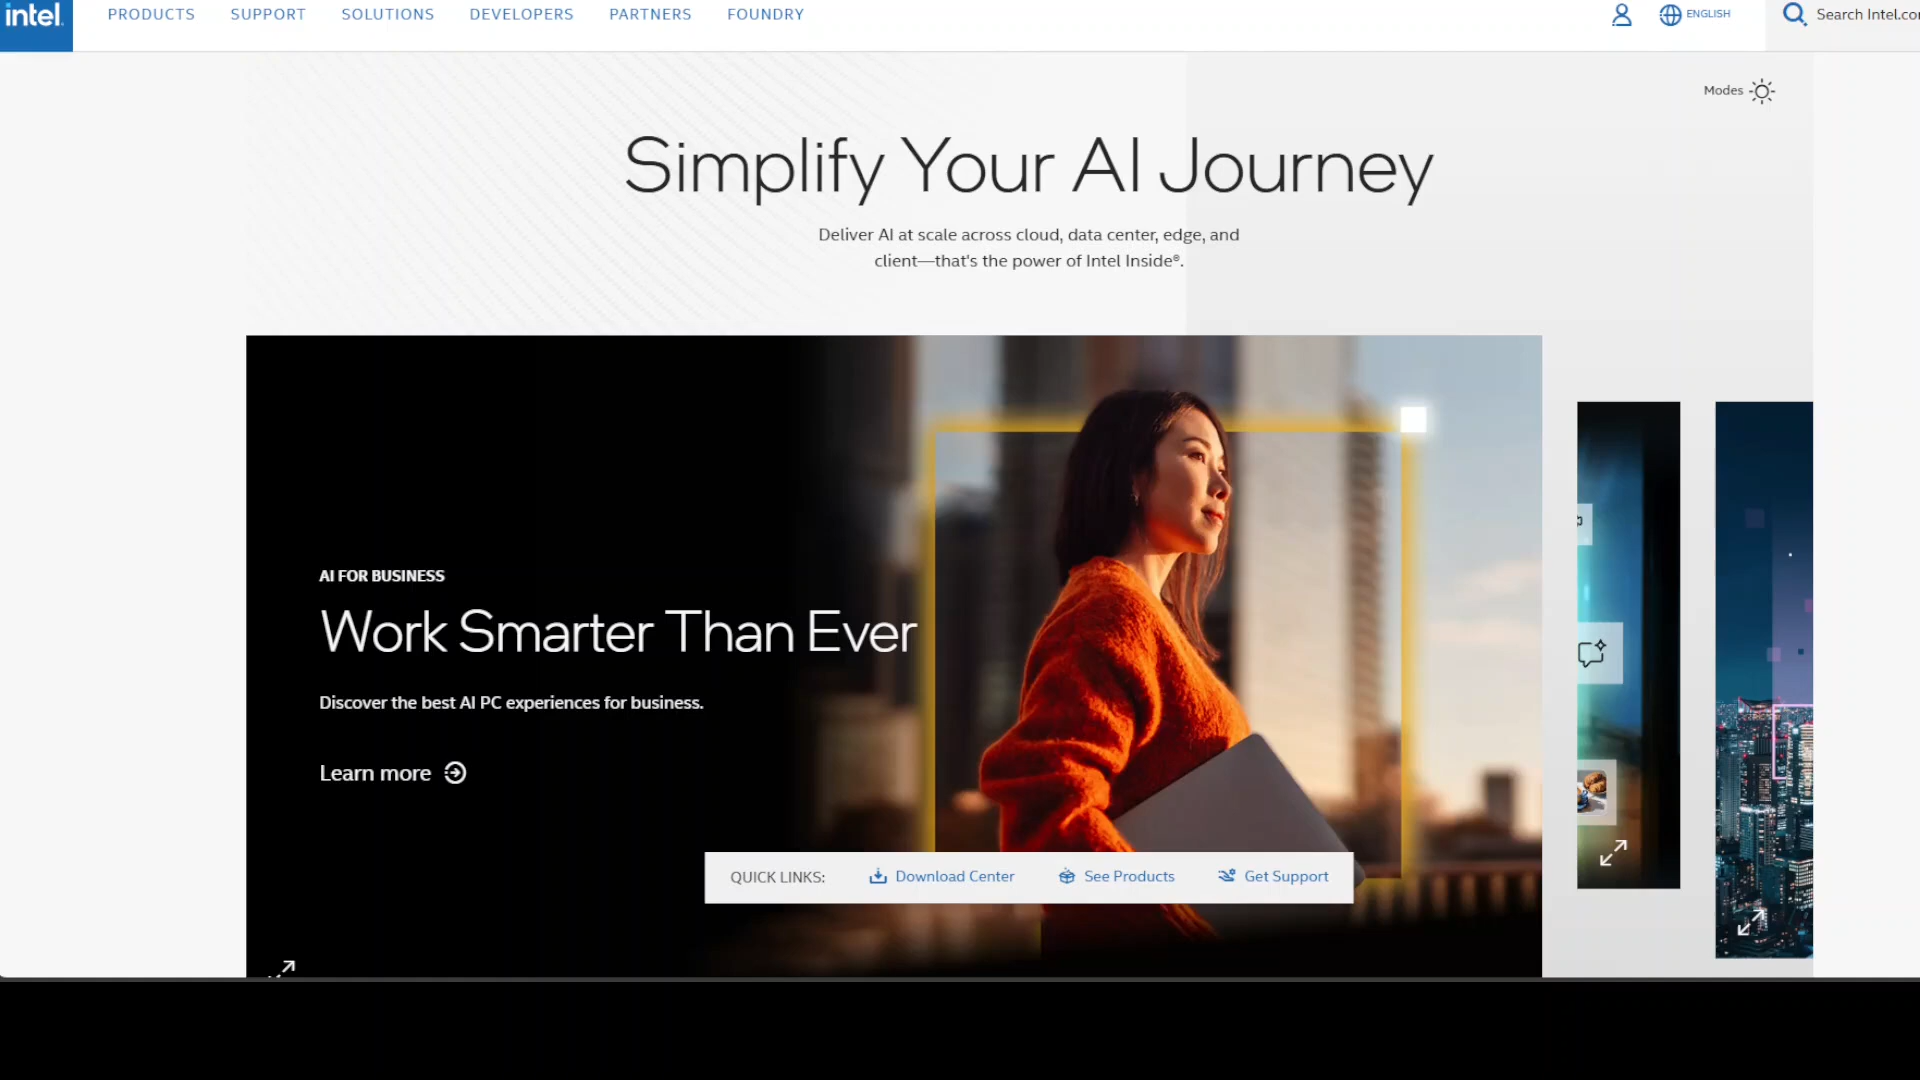 intel.
PRODUCTS
SUPPORT
SOLUTIONS
DEVELOPERS
PARTNERS
FOUNDRY
ENGLISH
Search Intel.co
Modes
Simplify Your AI Journey
Deliver AI at scale across cloud, data center, edge, and
client—that's the power of Intel Inside®.
AI FOR BUSINESS
Work Smarter Than Ever
Discover the best AI PC experiences for business.
Learn more
QUICK LINKS:
Download Center
See Products
Get Support